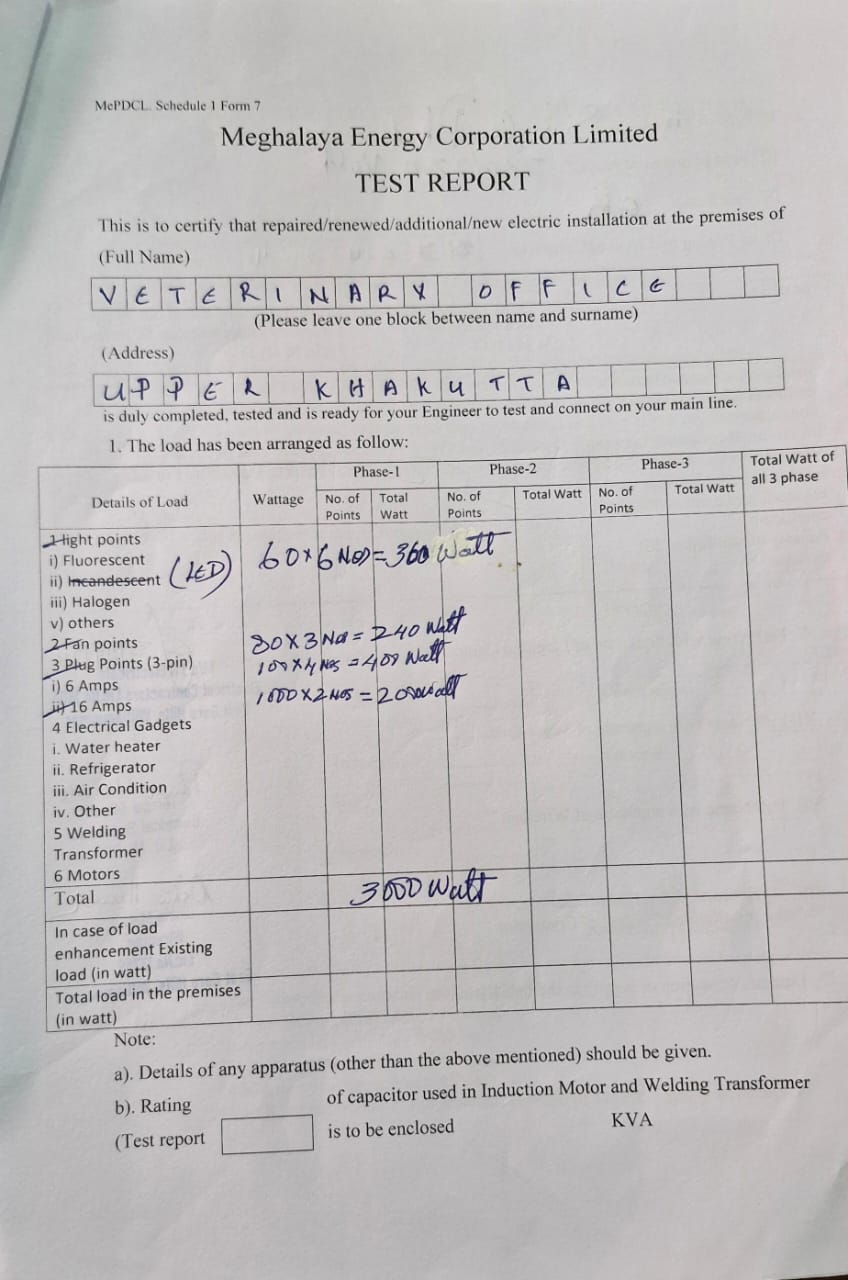 MePDCL. Schedule 1 Form 7
Meghalaya Energy Corporation Limited
TEST REPORT
This is to certify that repaired/renewed/additional/new electric installation at the premises of
(Full Name)
VETERINARY OFFICE
(Please leave one block between name and surname)
(Address)
UPPER KHAKUTTA
is duly completed, tested and is ready for your Engineer to test and connect on your main line.
1. The load has been arranged as follow:
Details of Load Wattage Phase-1 Phase-2 Phase-3 Total Watt of all 3 phase
No. of Points Total Watt No. of Points Total Watt No. of Points Total Watt
1 light points
i) Fluorescent 60 x 6 Nos = 360 Watt
ii) Incandescent (LED)
iii) Halogen
v) others
2 Fan points 80 x 3 Nos = 240 Watt
3 Plug Points (3-pin) 100 x 4 Nos = 400 Watt
i) 6 Amps
ii) 16 Amps 1000 x 2 Nos = 2000 Watt
4 Electrical Gadgets
i. Water heater
ii. Refrigerator
iii. Air Condition
iv. Other
5 Welding
Transformer
6 Motors
Total 3000 Watt
In case of load
enhancement Existing
load (in watt)
Total load in the premises
(in watt)
Note:
a). Details of any apparatus (other than the above mentioned) should be given.
b). Rating of capacitor used in Induction Motor and Welding Transformer
(Test report is to be enclosed KVA